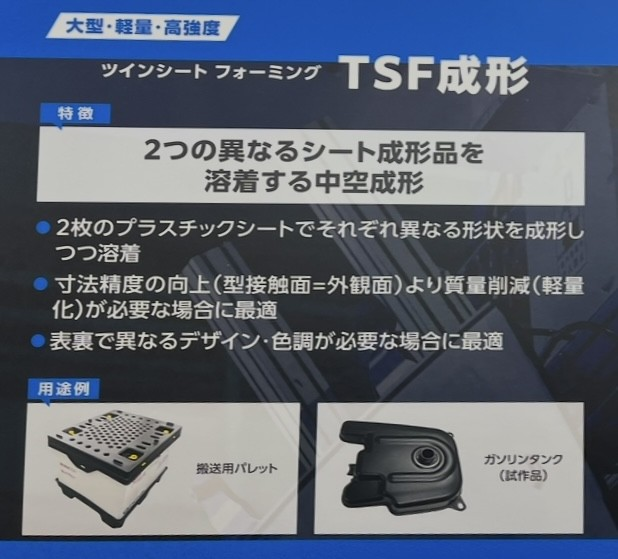 大型・軽量・高強度
ツインシート フォーミング TSF成形
特徴
2つの異なるシート成形品を
溶着する中空成形
● 2枚のプラスチックシートでそれぞれ異なる形状を成形し
つつ溶着
● 寸法精度の向上(型接触面=外観面)より質量削減(軽量
化)が必要な場合に最適
● 表裏で異なるデザイン・色調が必要な場合に最適
用途例
搬送用パレット
ガソリンタンク
(試作品)